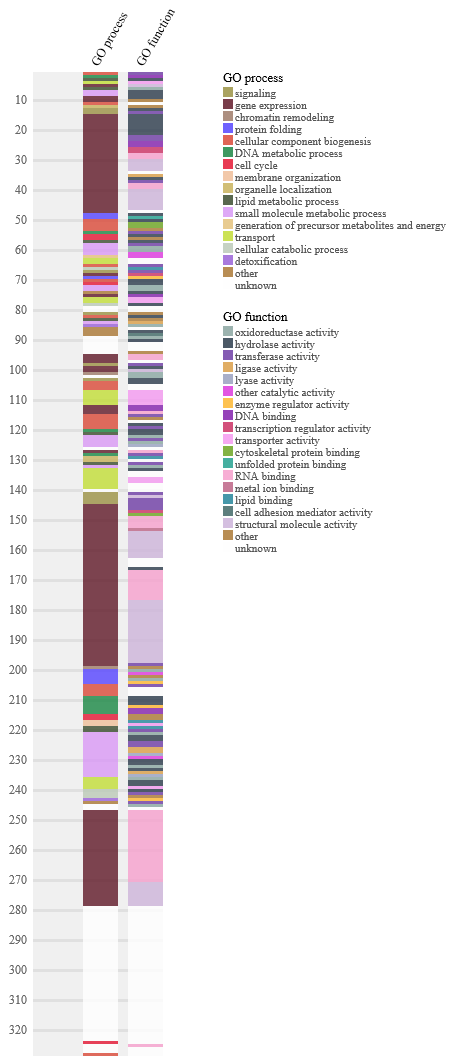 GO process
GO function
GO process
signaling
gene expression
chromatin remodeling
protein folding
cellular component biogenesis
DNA metabolic process
cell cycle
membrane organization
organelle localization
lipid metabolic process
small molecule metabolic process
generation of precursor metabolites and energy
transport
cellular catabolic process
detoxification
other
unknown
GO function
oxidoreductase activity
hydrolase activity
transferase activity
ligase activity
lyase activity
other catalytic activity
enzyme regulator activity
DNA binding
transcription regulator activity
transporter activity
cytoskeletal protein binding
unfolded protein binding
RNA binding
metal ion binding
lipid binding
cell adhesion mediator activity
structural molecule activity
other
unknown
10
20
30
40
50
60
70
80
90
100
110
120
130
140
150
160
170
180
190
200
210
220
230
240
250
260
270
280
290
300
310
320